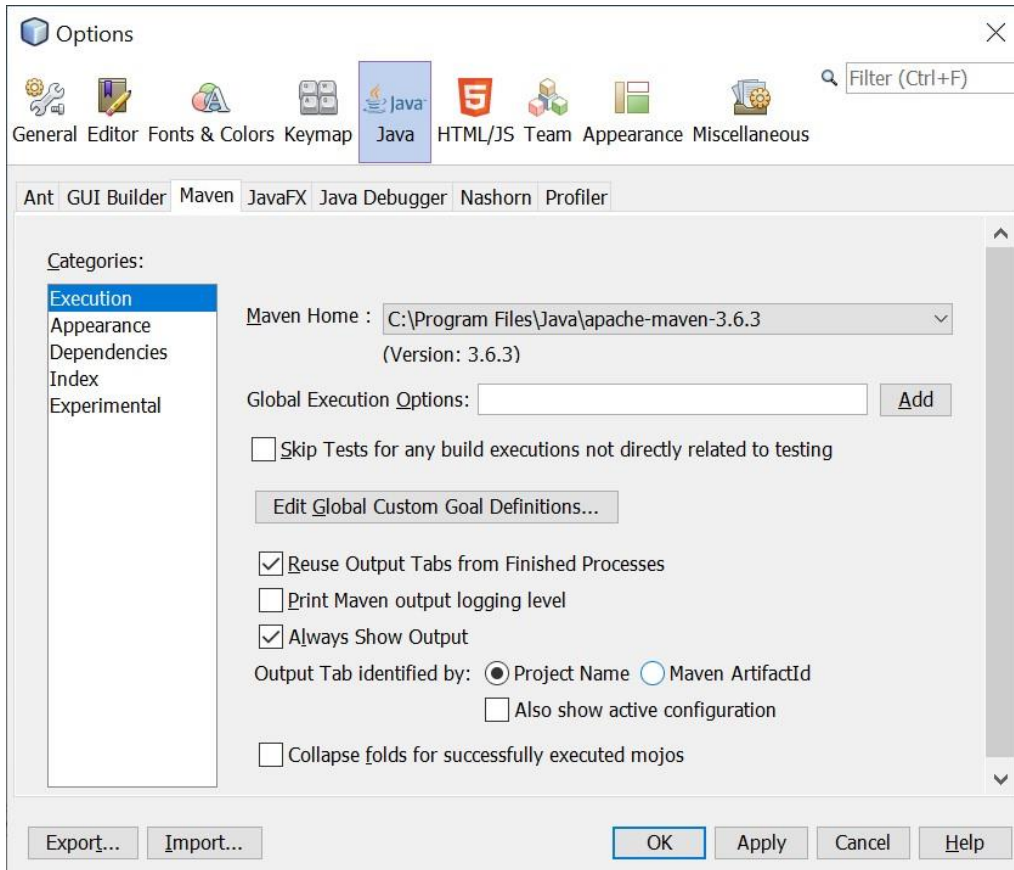 Options
Filter (Ctrl+F)
General Editor Fonts & Colors Keymap Java HTML/JS Team Appearance Miscellaneous
Ant GUI Builder Maven JavaFX Java Debugger Nashorn Profiler
Categories:
Execution
Appearance
Dependencies
Index
Experimental
Maven Home : C:\Program Files\Java\apache-maven-3.6.3
(Version: 3.6.3)
Global Execution Options: Add
Skip Tests for any build executions not directly related to testing
Edit Global Custom Goal Definitions...
Reuse Output Tabs from Finished Processes
Print Maven output logging level
Always Show Output
Output Tab identified by: Project Name Maven ArtifactId
Also show active configuration
Collapse folds for successfully executed mojos
Export... Import... OK Apply Cancel Help